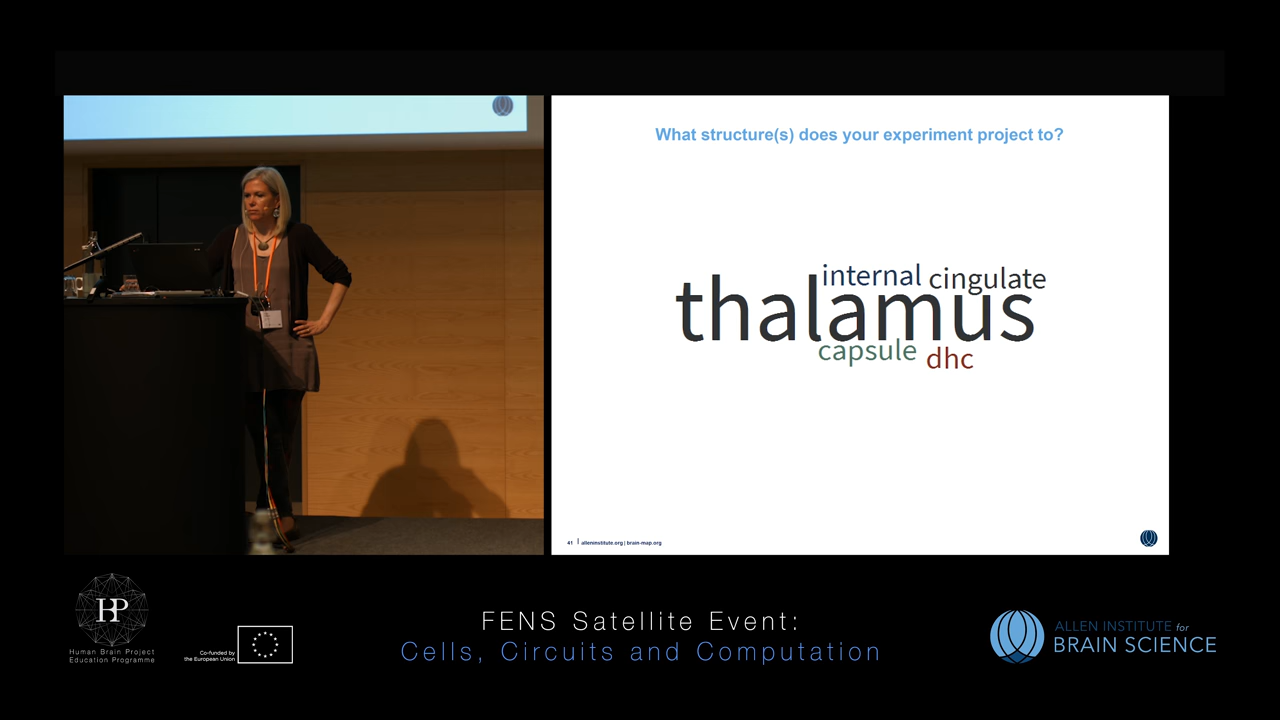 What structure(s) does your experiment project to?
internal cingulate
thalamus
capsule dhc
41 | alleninstitute.org | brain-map.org
HBP
Human Brain Project
Education Programme
Co-funded by
the European Union
FENS Satellite Event:
Cells, Circuits and Computation
ALLEN INSTITUTE for
BRAIN SCIENCE